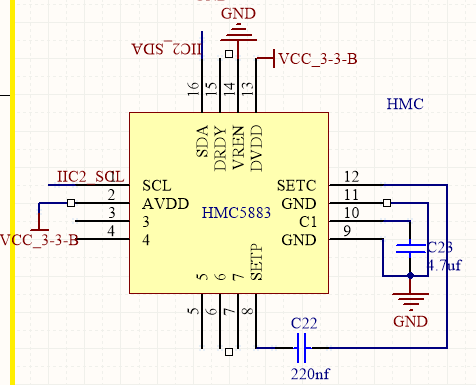 GND
IIC2_SDA
VCC_3-3-B
16
15
14
13
SDA
DRDY
VREN
DVDD
HMC
IIC2_SCL
1
SCL
SETC
12
2
AVDD
GND
11
HMC5883
3
3
C1
10
4
4
GND
9
VCC_3-3-B
C23
4.7uf
5
6
7
SETP
5
6
7
8
GND
C22
220nf